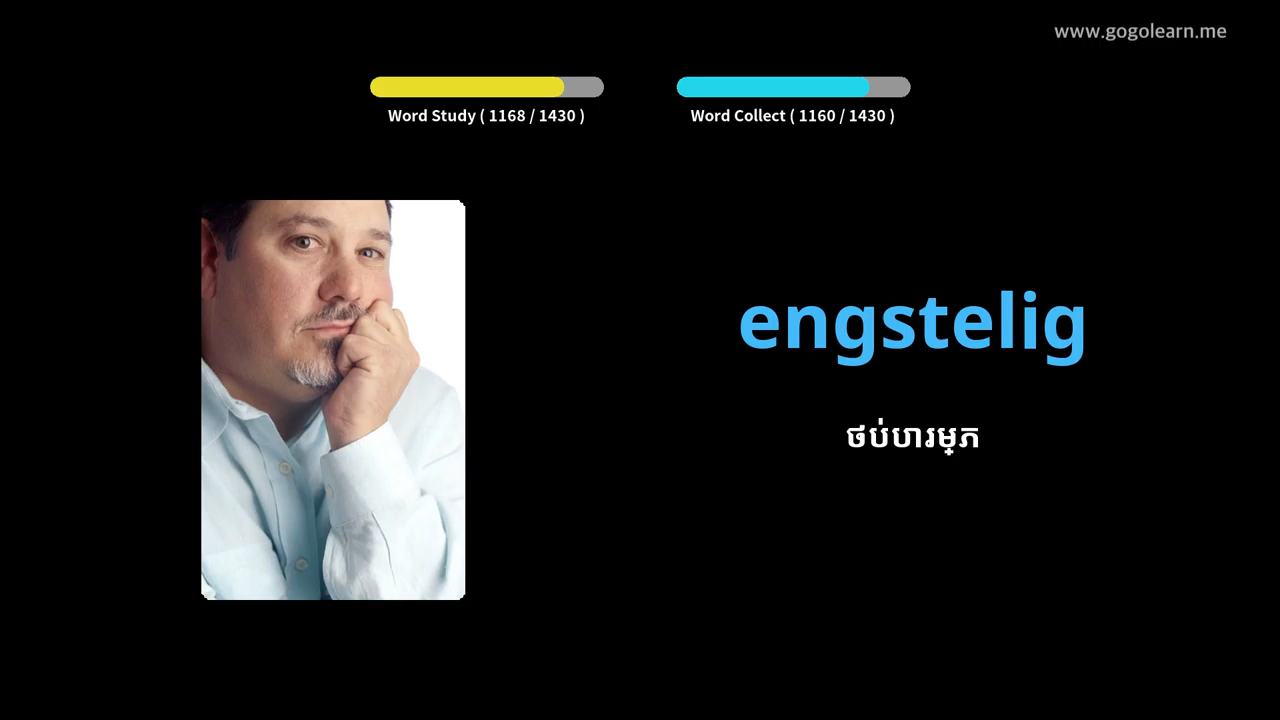 www.gogolearn.me
Word Study ( 1168 / 1430 )
Word Collect ( 1160 / 1430 )
engstelig
ថប់បារម្ភ